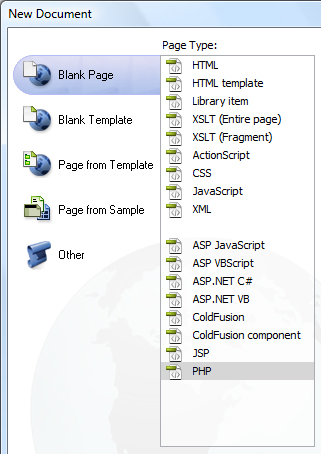 New Document
Blank Page
Blank Template
Page from Template
Page from Sample
Other
Page Type:
HTML
HTML template
Library item
XSLT (Entire page)
XSLT (Fragment)
ActionScript
CSS
JavaScript
XML
ASP JavaScript
ASP VBScript
ASP.NET C#
ASP.NET VB
ColdFusion
ColdFusion component
JSP
PHP